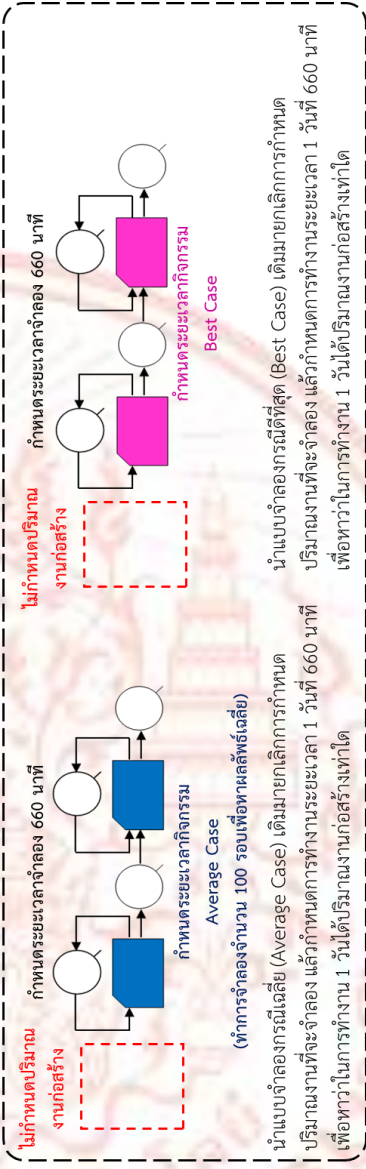 ไม่กำหนดปริมาณ
งานก่อสร้าง
กำหนดระยะเวลาจำลอง 660 นาที
กำหนดระยะเวลากิจกรรม
Average Case
(ทำการจำลองจำนวน 100 รอบเพื่อหาผลลัพธ์เฉลี่ย)
นำแบบจำลองกรณีเฉลี่ย (Average Case) เดิมมายกเลิกการกำหนด
ปริมาณงานที่จะจำลอง แล้วกำหนดการทำงานระยะเวลา 1 วันที่ 660 นาที
เพื่อหาว่าในการทำงาน 1 วันได้ปริมาณงานก่อสร้างเท่าใด
ไม่กำหนดปริมาณ
งานก่อสร้าง
กำหนดระยะเวลาจำลอง 660 นาที
กำหนดระยะเวลากิจกรรม
Best Case
นำแบบจำลองกรณีดีที่สุด (Best Case) เดิมมายกเลิกการกำหนด
ปริมาณงานที่จะจำลอง แล้วกำหนดการทำงานระยะเวลา 1 วันที่ 660 นาที
เพื่อหาว่าในการทำงาน 1 วันได้ปริมาณงานก่อสร้างเท่าใด